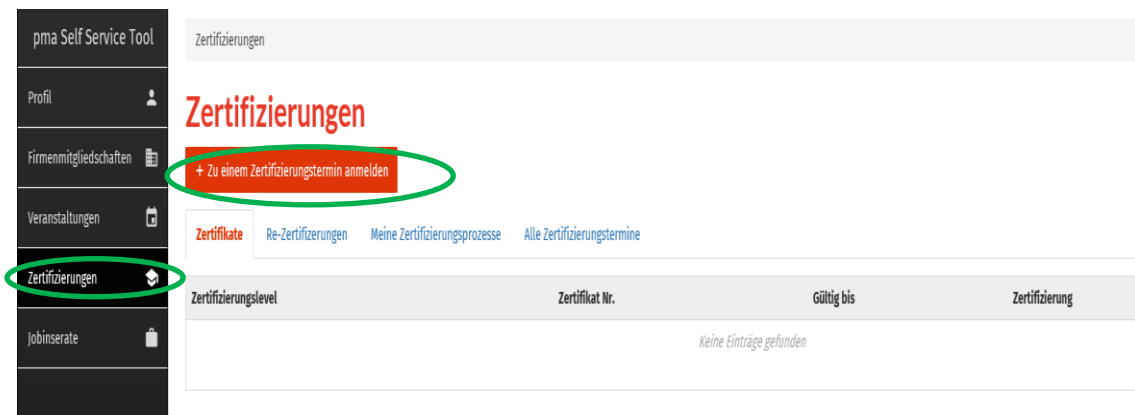 pma Self Service Tool
Profil
Firmenmitgliedschaften
Veranstaltungen
Zertifizierungen
Jobinserate
Zertifizierungen
Zertifizierungen
+ Zu einem Zertifizierungstermin anmelden
Zertifikate Re-Zertifizerungen Meine Zertifizierungsprozesse Alle Zertifizierungstermine
Zertifizierungslevel Zertifikat Nr. Gültig bis Zertifizierung
Keine Einträge gefunden